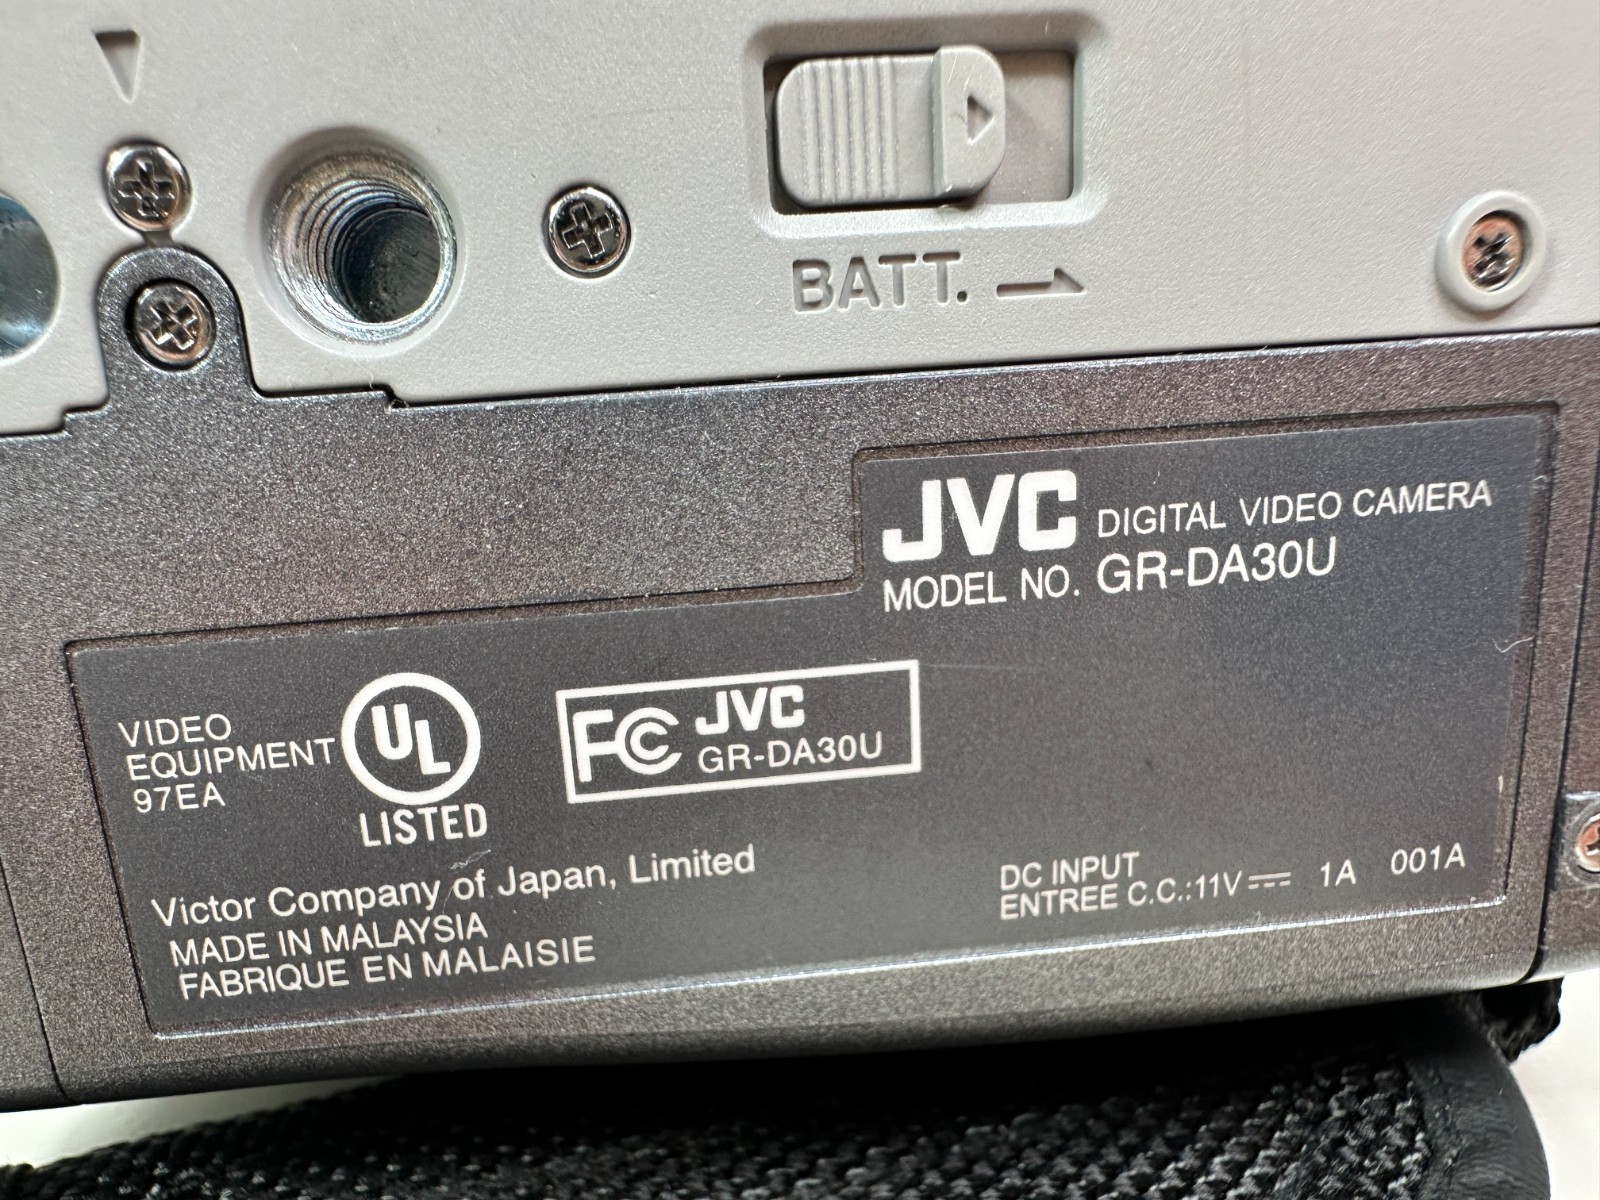 BATT.
JVC DIGITAL VIDEO CAMERA
MODEL NO. GR-DA30U
VIDEO
EQUIPMENT
97EA
UL
LISTED
FC JVC
GR-DA30U
Victor Company of Japan, Limited
MADE IN MALAYSIA
FABRIQUE EN MALAISIE
DC INPUT
ENTREE C.C.:11V⎓ 1A 001A